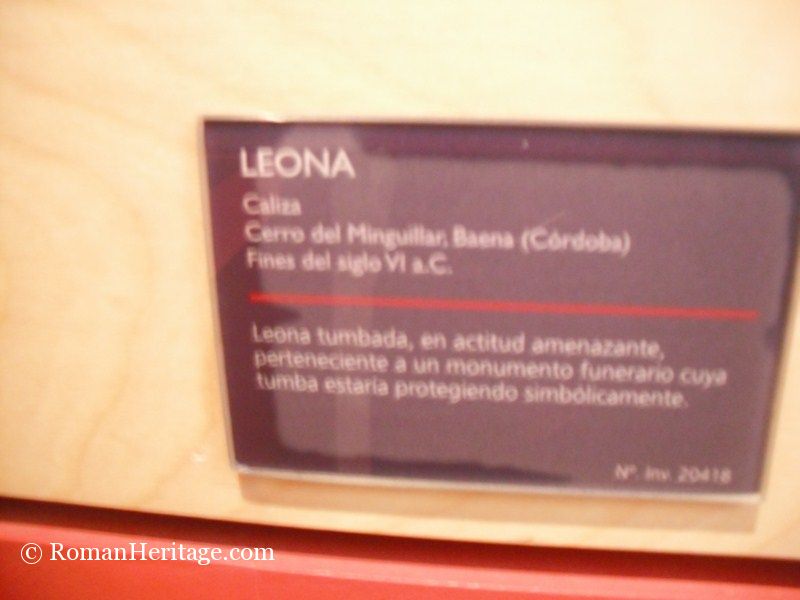 LEONA
Caliza
Cerro del Minguillar, Baena (Córdoba)
Fines del siglo VI a.C.
Leona tumbada, en actitud amenazante,
perteneciente a un monumento funerario cuya
tumba estaría protegiendo simbólicamente.
Nº. Inv. 20418
© RomanHeritage.com